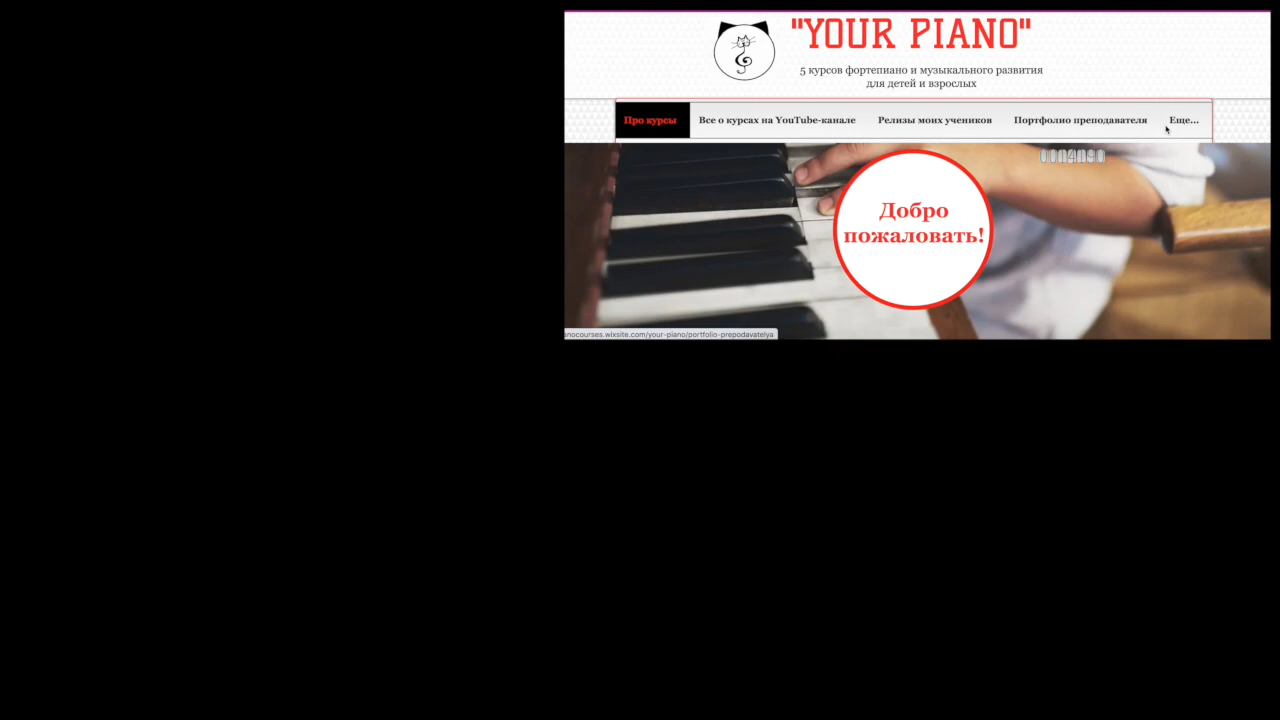 "YOUR PIANO"
5 курсов фортепиано и музыкального развития
для детей и взрослых
Про курсы Все о курсах на YouTube-канале Релизы моих учеников Портфолио преподавателя Еще...
Добро
пожаловать!
anocourses.wixsite.com/your-piano/portfolio-prepodavatelya